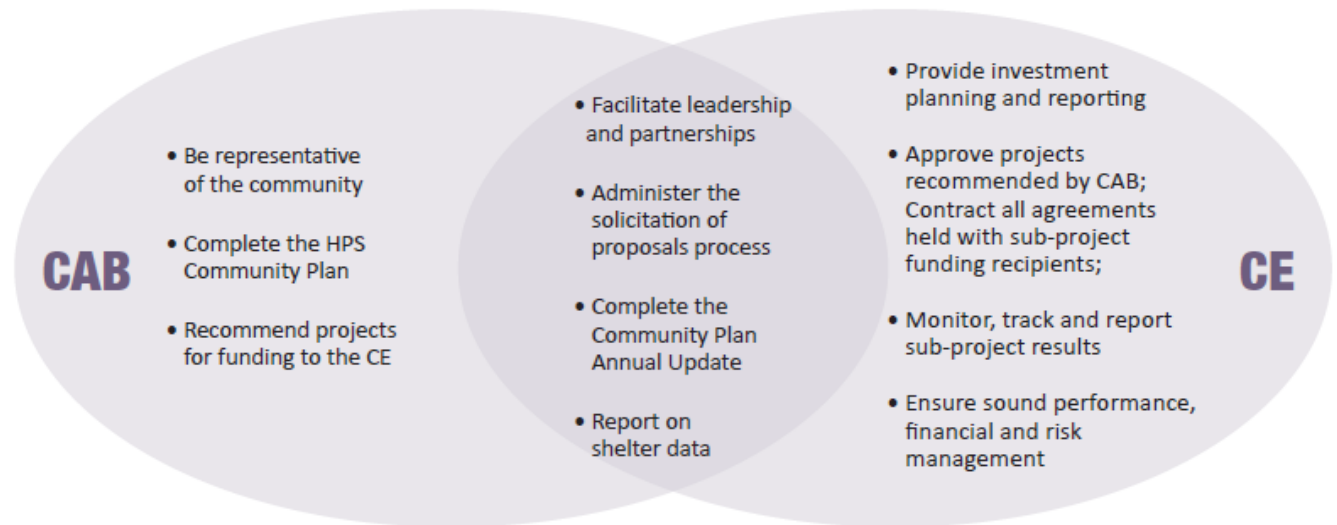 CAB
• Be representative
of the community
• Complete the HPS
Community Plan
• Recommend projects
for funding to the CE
• Facilitate leadership
and partnerships
• Administer the
solicitation of
proposals process
• Complete the
Community Plan
Annual Update
• Report on
shelter data
• Provide investment
planning and reporting
• Approve projects
recommended by CAB;
Contract all agreements
held with sub-project
funding recipients;
• Monitor, track and report
sub-project results
• Ensure sound performance,
financial and risk
management
CE